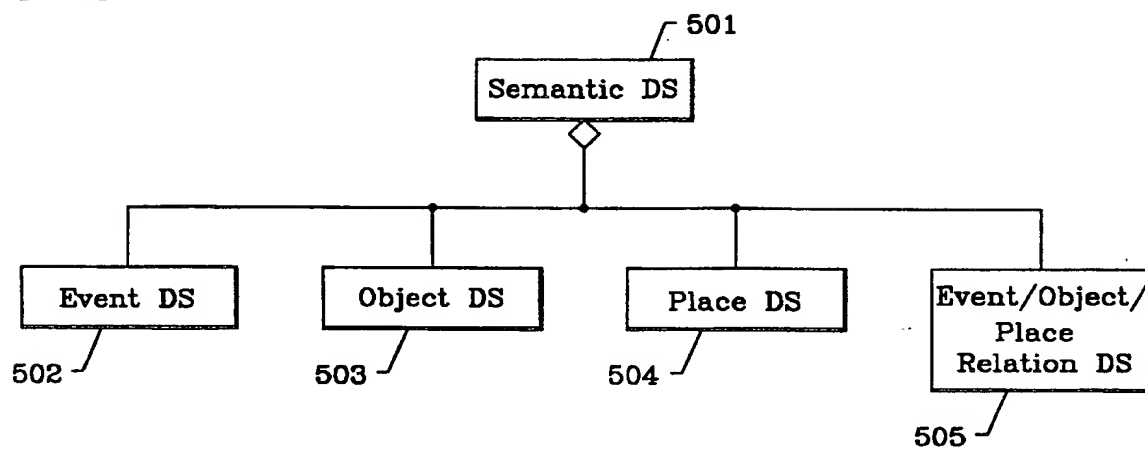 501
Semantic DS
Event DS
Object DS
Place DS
Event/Object/
Place
Relation DS
502
503
504
505